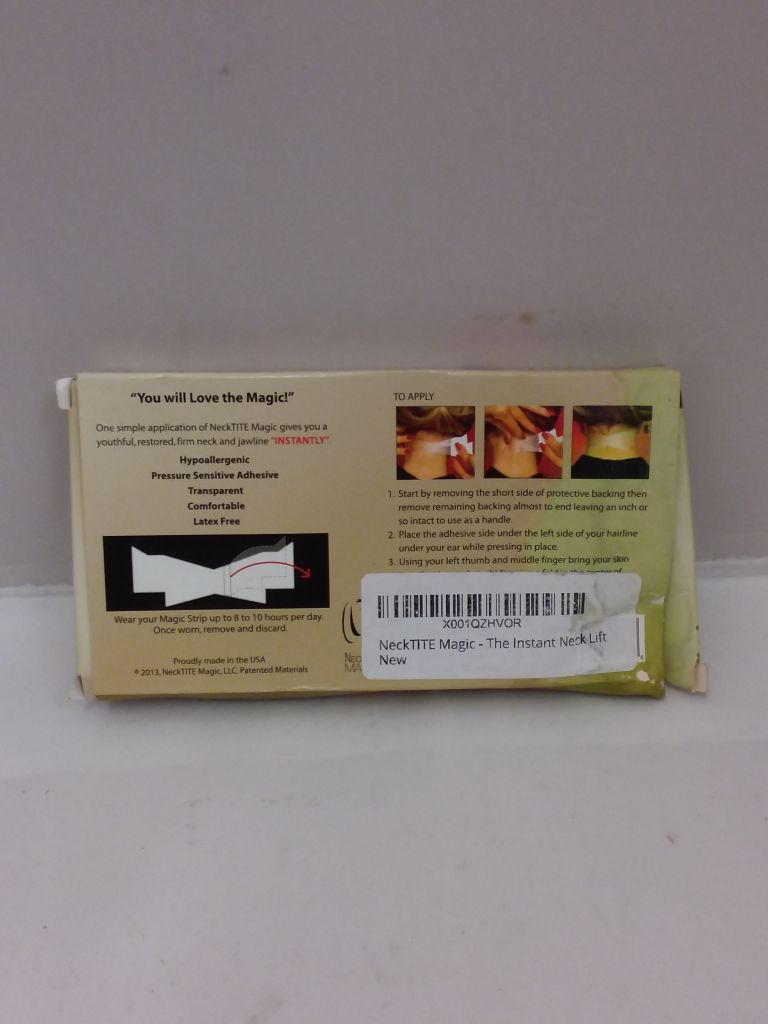 "You will Love the Magic!"
One simple application of NeckTITE Magic gives you a
youthful, restored, firm neck and jawline "INSTANTLY"
Hypoallergenic
Pressure Sensitive Adhesive
Transparent
Comfortable
Latex Free
Wear your Magic Strip up to 8 to 10 hours per day.
Once worn, remove and discard.
Proudly made in the USA
© 2013, NeckTITE Magic, LLC. Patented Materials
TO APPLY
1. Start by removing the short side of protective backing then
remove remaining backing almost to end leaving an inch or
so intact to use as a handle.
2. Place the adhesive side under the left side of your hairline
under your ear while pressing in place.
3. Using your left thumb and middle finger bring your skin
X001QZHVOR
NeckTITE Magic - The Instant Neck Lift
New